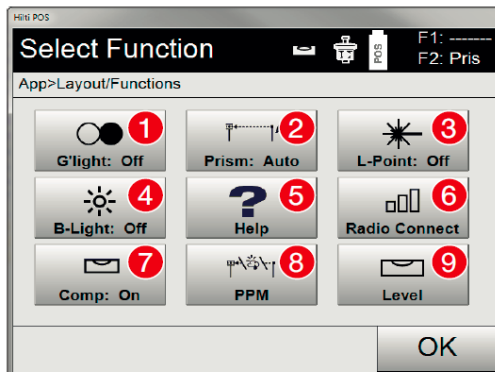 Hilti POS
Select Function
POS
F1: -------
F2: Pris
App>Layout/Functions
1
G'light: Off
2
Prism: Auto
3
L-Point: Off
4
B-Light: Off
5
?
Help
6
Radio Connect
7
Comp: On
8
PPM
9
Level
OK